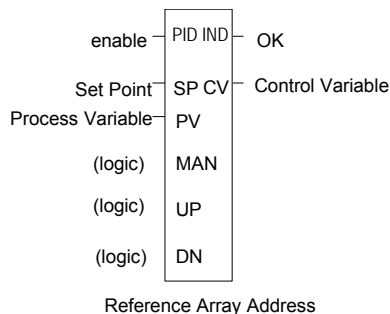 enable PID IND OK
Set Point SP CV Control Variable
Process Variable PV
(logic) MAN
(logic) UP
(logic) DN
Reference Array Address